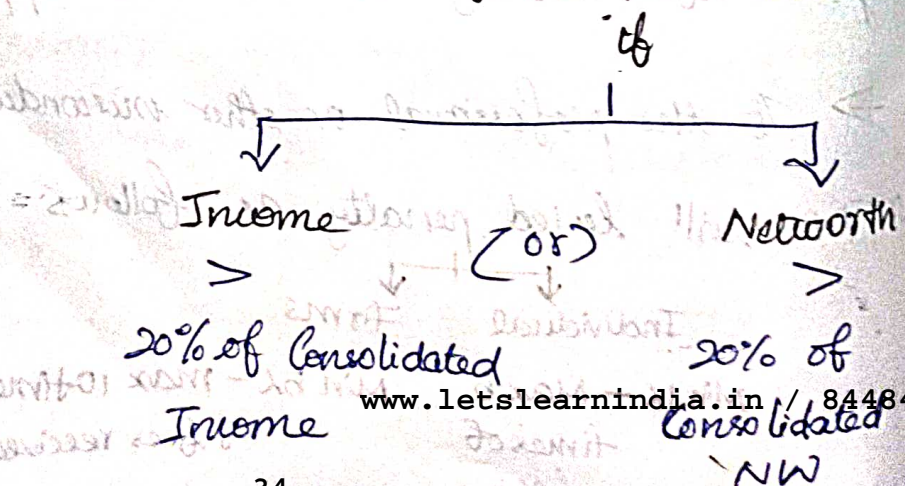 if
Income (or) Networth
> >
20% of Consolidated 20% of
Income Consolidated
NW
www.letslearnindia.in / 8448